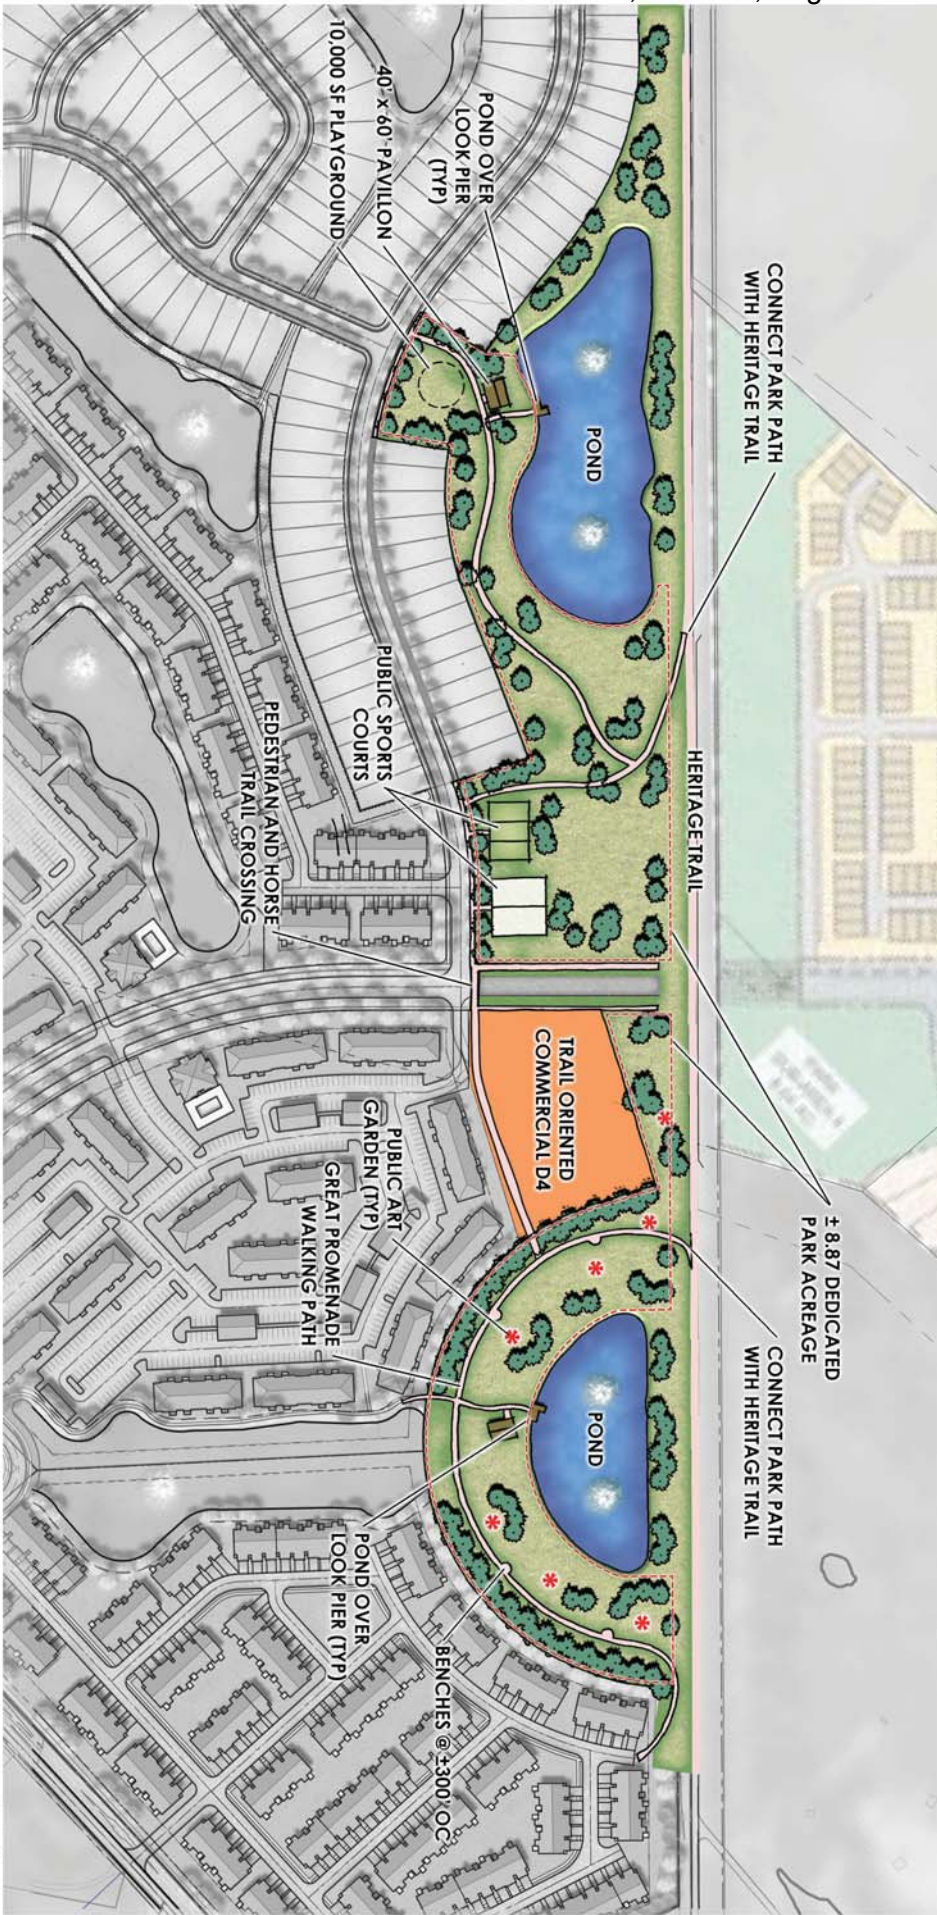 CONNECT PARK PATH
WITH HERITAGE TRAIL
HERITAGE TRAIL
± 8.87 DEDICATED
PARK ACREAGE
CONNECT PARK PATH
WITH HERITAGE TRAIL
POND OVER
LOOK PIER
(TYP)
40' x 60' PAVILLON
10,000 SF PLAYGROUND
POND
PUBLIC SPORTS
COURTS
PEDESTRIAN AND HORSE
TRAIL CROSSING
TRAIL ORIENTED
COMMERCIAL D4
PUBLIC ART
GARDEN (TYP)
GREAT PROMENADE
WALKING PATH
POND
POND OVER
LOOK PIER (TYP)
BENCHES @ ±300' OC